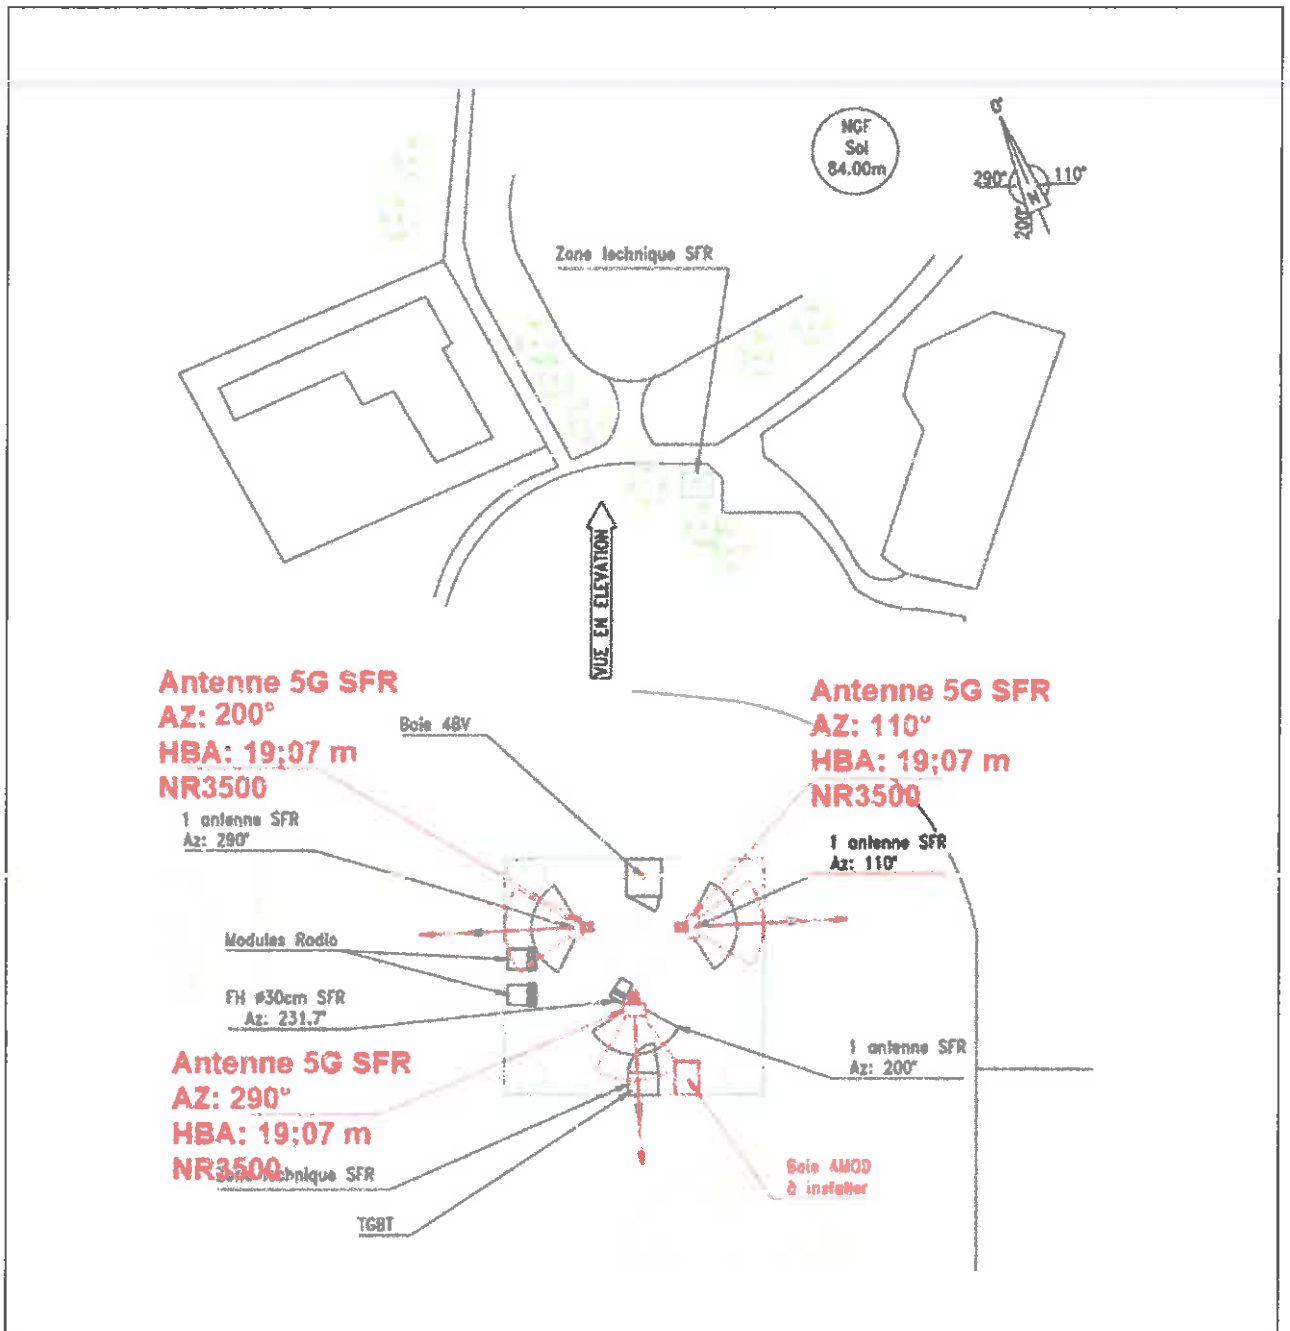 NGF
Sol
84.00m
0°
290°
110°
N
200°
Zone technique SFR
VUE EN ELEVATION
Antenne 5G SFR
AZ: 200°
HBA: 19;07 m
NR3500
Antenne 5G SFR
AZ: 110°
HBA: 19;07 m
NR3500
Baie 48V
1 antenne SFR
Az: 290°
1 antenne SFR
Az: 110°
Modules Radio
FH ø30cm SFR
Az: 231.7°
1 antenne SFR
Az: 200°
Antenne 5G SFR
AZ: 290°
HBA: 19;07 m
NR3500
technique SFR
Baie AMOD
à installer
TGBT